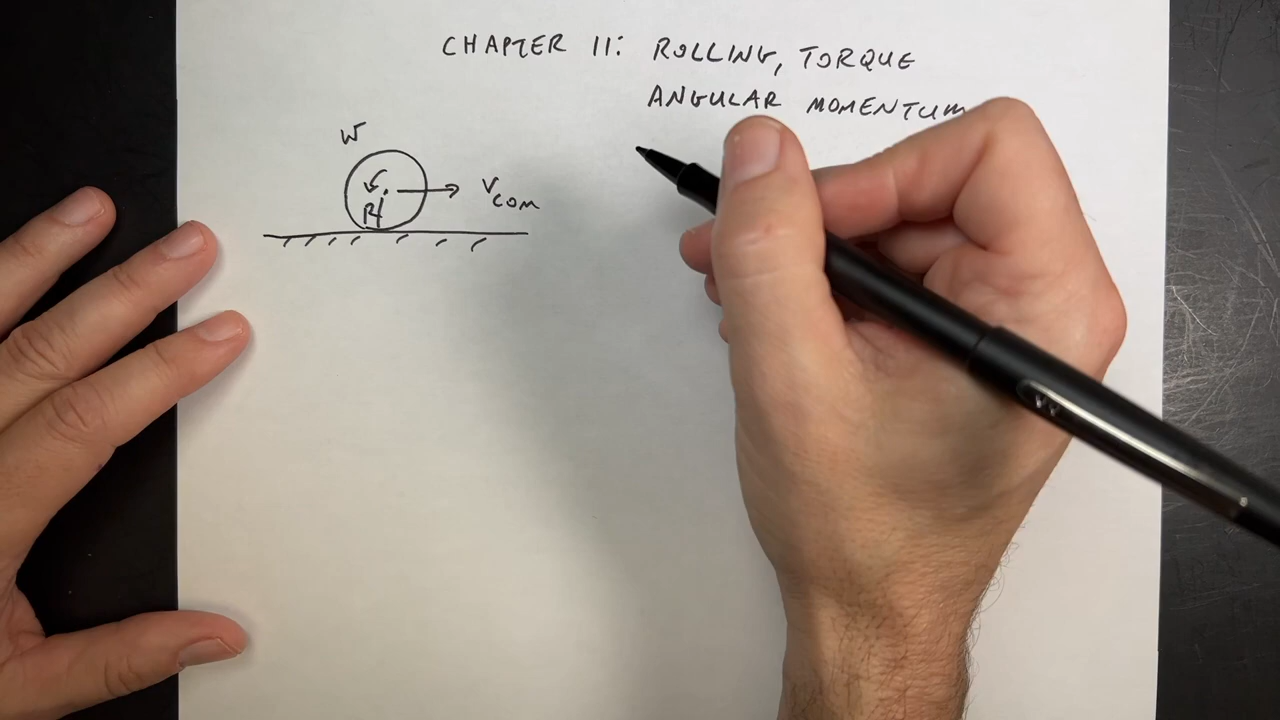 CHAPTER 11: ROLLING, TORQUE
ANGULAR MOMENTUM
W
R
v COM